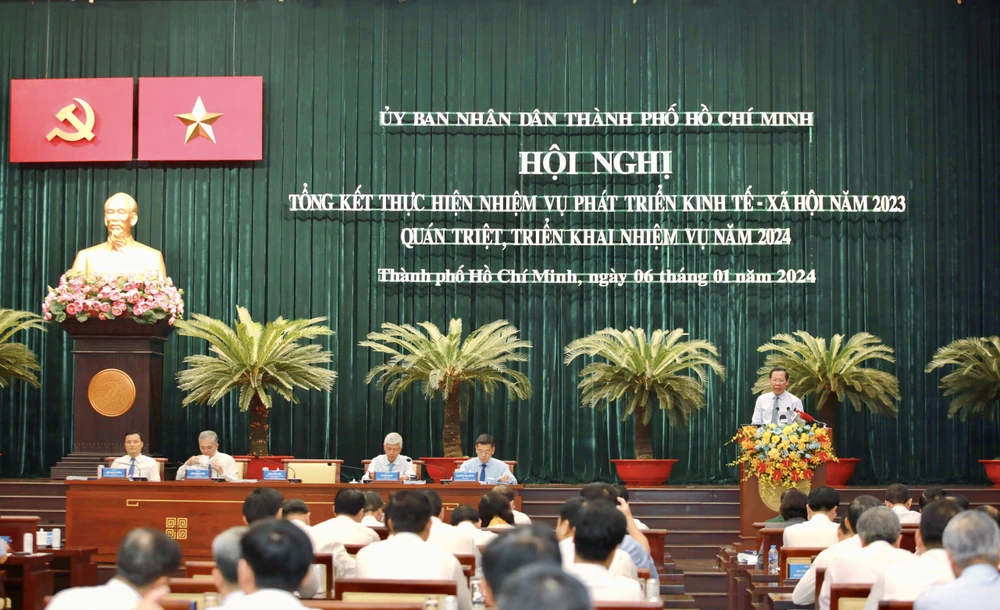 ỦY BAN NHÂN DÂN THÀNH PHỐ HỒ CHÍ MINH
HỘI NGHỊ
TỔNG KẾT THỰC HIỆN NHIỆM VỤ PHÁT TRIỂN KINH TẾ - XÃ HỘI NĂM 2023
QUÁN TRIỆT, TRIỂN KHAI NHIỆM VỤ NĂM 2024
Thành phố Hồ Chí Minh, ngày 06 tháng 01 năm 2024